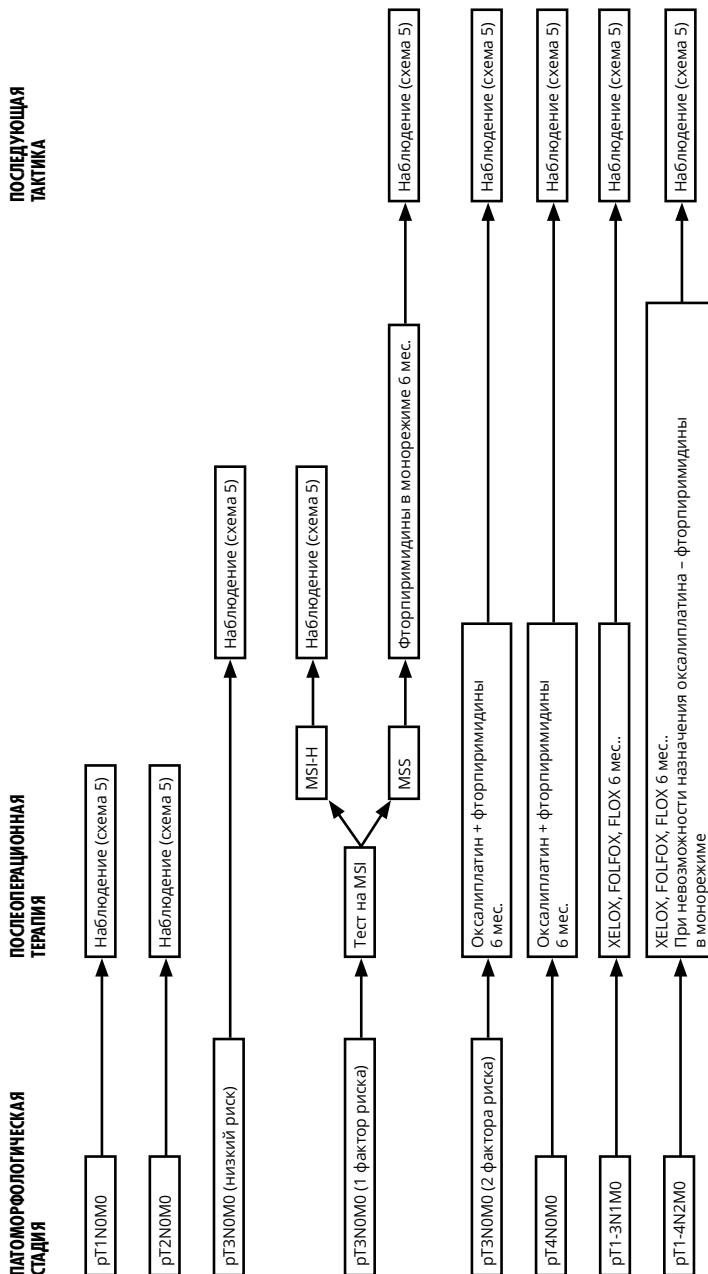 ПАТОМОРФОЛОГИЧЕСКАЯ
СТАДИЯ
ПОСЛЕОПЕРАЦИОННАЯ
ТЕРАПИЯ
ПОСЛЕДУЮЩАЯ
ТАКТИКА
pT1N0M0
Наблюдение (схема 5)
pT2N0M0
Наблюдение (схема 5)
pT3N0M0 (низкий риск)
Наблюдение (схема 5)
pT3N0M0 (1 фактор риска)
Тест на MSI
MSI-H
Наблюдение (схема 5)
MSS
Фторпиримидины в монорежиме 6 мес.
Наблюдение (схема 5)
pT3N0M0 (2 фактора риска)
Оксалиплатин + фторпиримидины
6 мес.
Наблюдение (схема 5)
pT4N0M0
Оксалиплатин + фторпиримидины
6 мес.
Наблюдение (схема 5)
pT1-3N1M0
XELOX, FOLFOX, FLOX 6 мес..
Наблюдение (схема 5)
pT1-4N2M0
XELOX, FOLFOX, FLOX 6 мес..
При невозможности назначения оксалиплатина – фторпиримидины
в монорежиме
Наблюдение (схема 5)